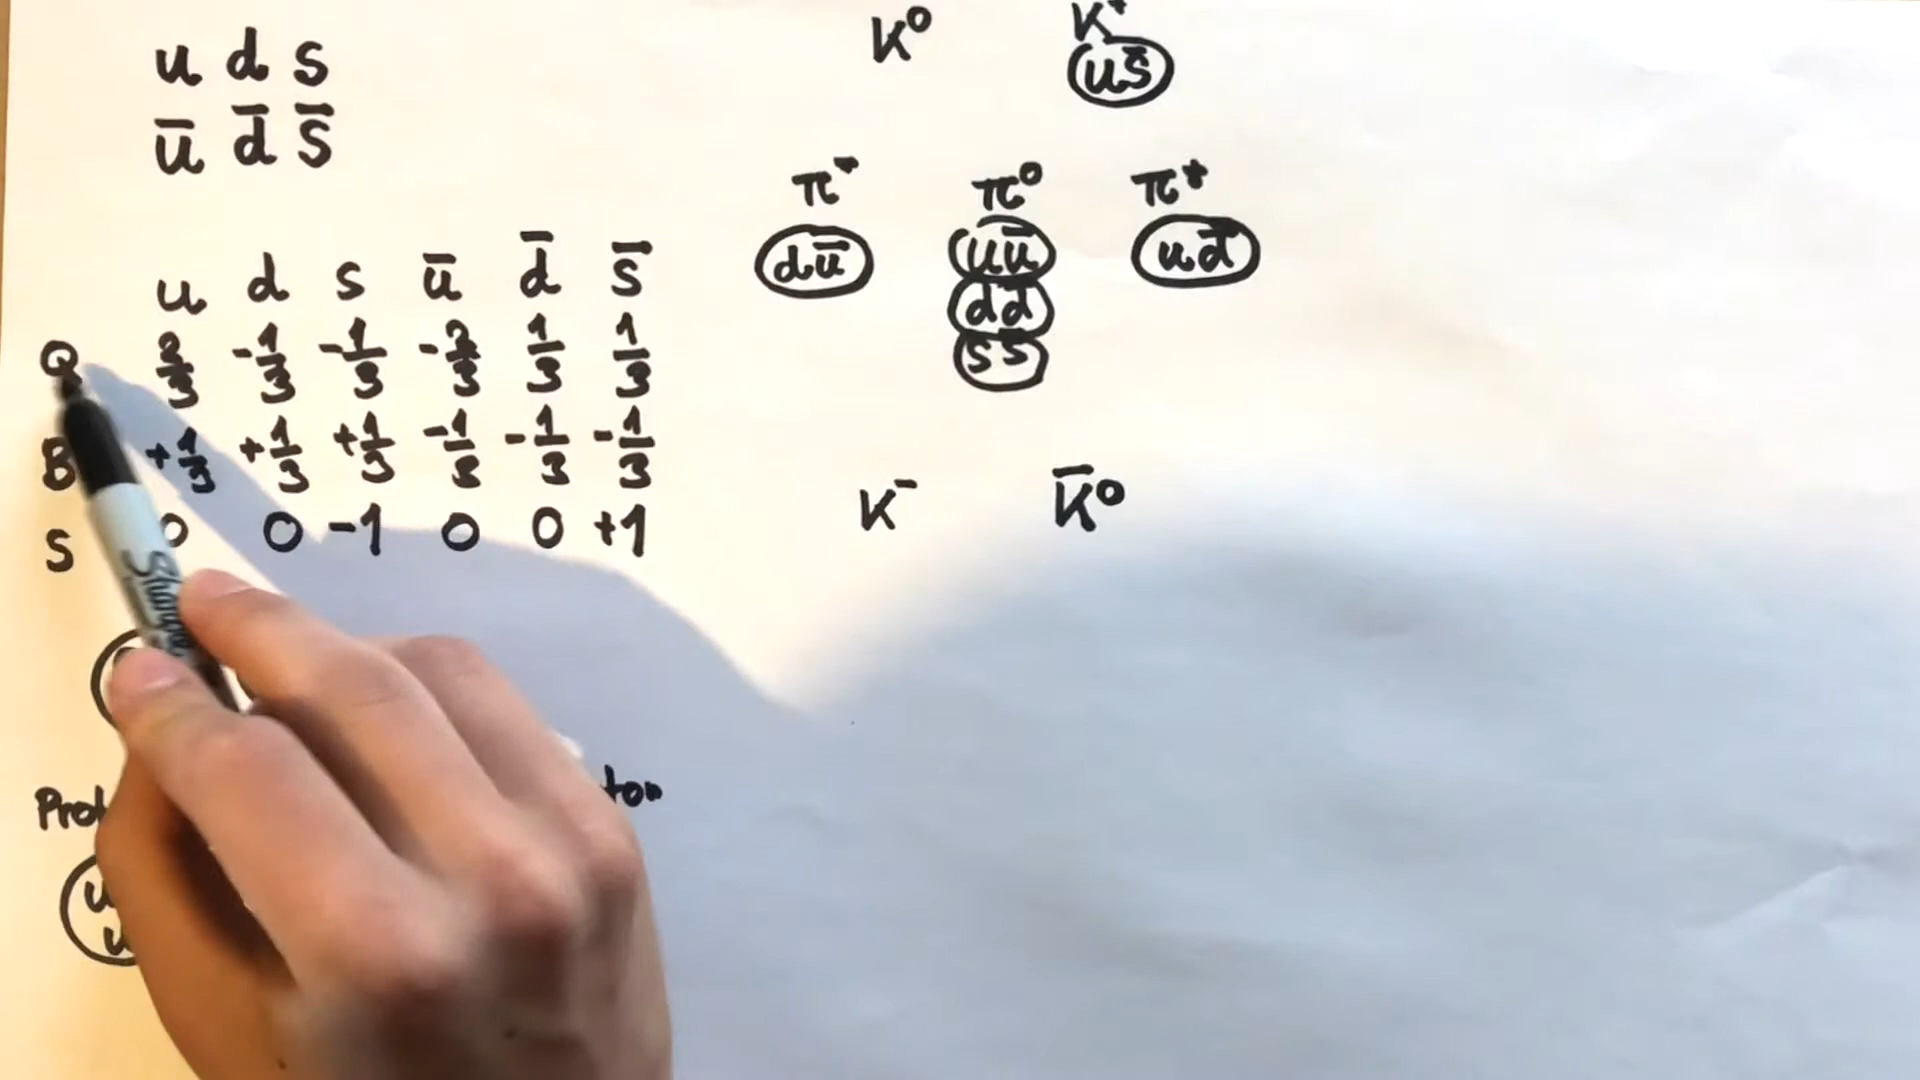 u d s
ū d̄ s̄
u d s ū d̄ s̄
Q 2/3 -1/3 -1/3 -2/3 1/3 1/3
B +1/3 +1/3 +1/3 -1/3 -1/3 -1/3
S 0 0 -1 0 0 +1
K⁰ K⁺
us̄
π⁻ π⁰ π⁺
dū uū ud̄
dd̄
ss̄
K⁻ K̄⁰
Sharpie